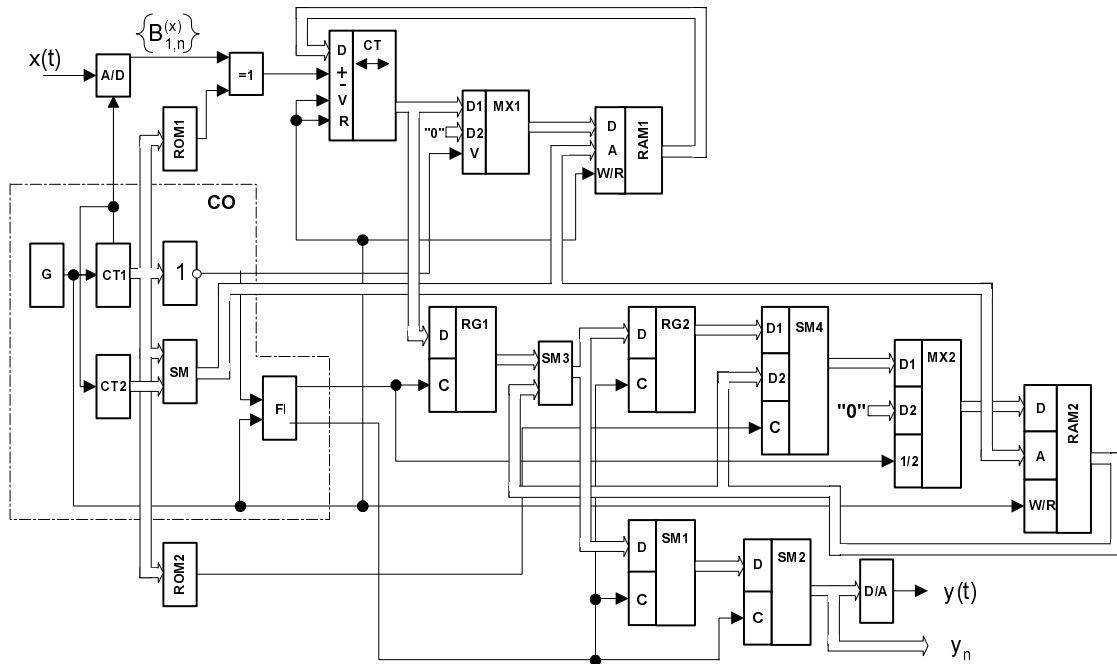 {B(x)1,n}
x(t)
A/D
=1
D CT
+
-
V
R
"0"
D1 MX1
D2
V
D
A
W/R
RAM1
ROM1
CO
G
CT1
1
CT2
SM
D RG1
C
SM3
D RG2
C
D1 SM4
D2
C
D1 MX2
"0"
D2
1/2
D
A
W/R
RAM2
ROM2
D SM1
C
D SM2
C
D/A
y(t)
yn